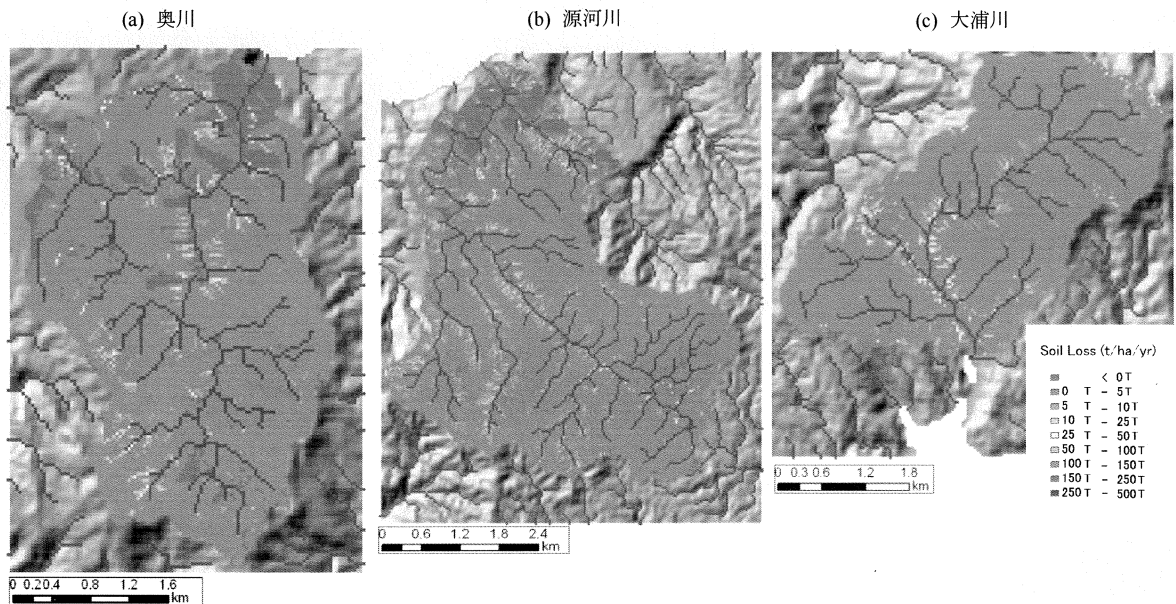 (a) 奥川
(b) 源河川
(c) 大浦川
Soil Loss (t/ha/yr)
< 0T
0 T - 5T
5 T - 10T
10 T - 25T
25 T - 50T
50 T - 100T
100 T - 150T
150 T - 250T
250 T - 500T
0 0.2 0.4 0.8 1.2 1.6
km
0 0.6 1.2 1.8 2.4
km
0 0.3 0.6 1.2 1.8
km